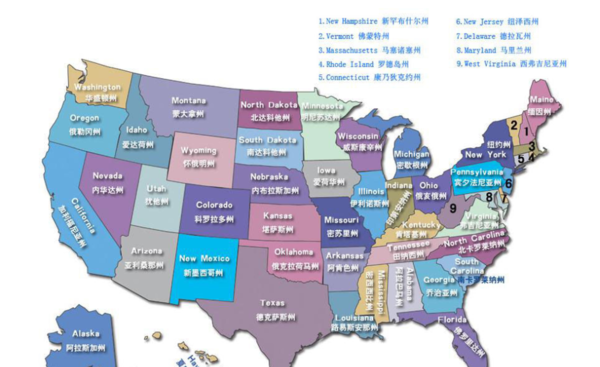 1.New Hampshire 新罕布什尔州
2.Vermont 佛蒙特州
3.Massachusetts 马塞诸塞州
4.Rhode Island 罗德岛州
5.Connecticut 康乃狄克约州
6.New Jersey 纽泽西州
7.Delaware 德拉瓦州
8.Maryland 马里兰州
9.West Virginia 西弗吉尼亚州
Washington
华盛顿州
Oregon
俄勒冈州
California
加利福尼亚州
Nevada
内华达州
Idaho
爱达荷州
Montana
蒙大拿州
Wyoming
怀俄明州
Utah
犹他州
Colorado
科罗拉多州
Arizona
亚利桑那州
New Mexico
新墨西哥州
North Dakota
北达科他州
South Dakota
南达科他州
Nebraska
内布拉斯加州
Kansas
堪萨斯州
Oklahoma
俄克拉荷马州
Texas
德克萨斯州
Minnesota
明尼苏达州
Iowa
爱荷华州
Missouri
密苏里州
Arkansas
阿肯色州
Louisiana
路易斯安那州
Wisconsin
威斯康辛州
Illinois
伊利诺斯州
Michigan
密歇根州
Indiana
Ohio
俄亥俄州
Kentucky
肯塔基州
Tennessee
田纳西州
Mississippi
密西西比州
Alabama
Georgia
乔治亚州
Florida
佛罗里达州
South
Carolina
南卡罗莱纳州
North Carolina
北卡罗莱纳州
Virginia
弗吉尼亚州
Pennsylvania
宾夕法尼亚州
纽约州
New York
Maine
缅因州
1
2
3
4
5
6
7
8
9
Alaska
阿拉斯加州